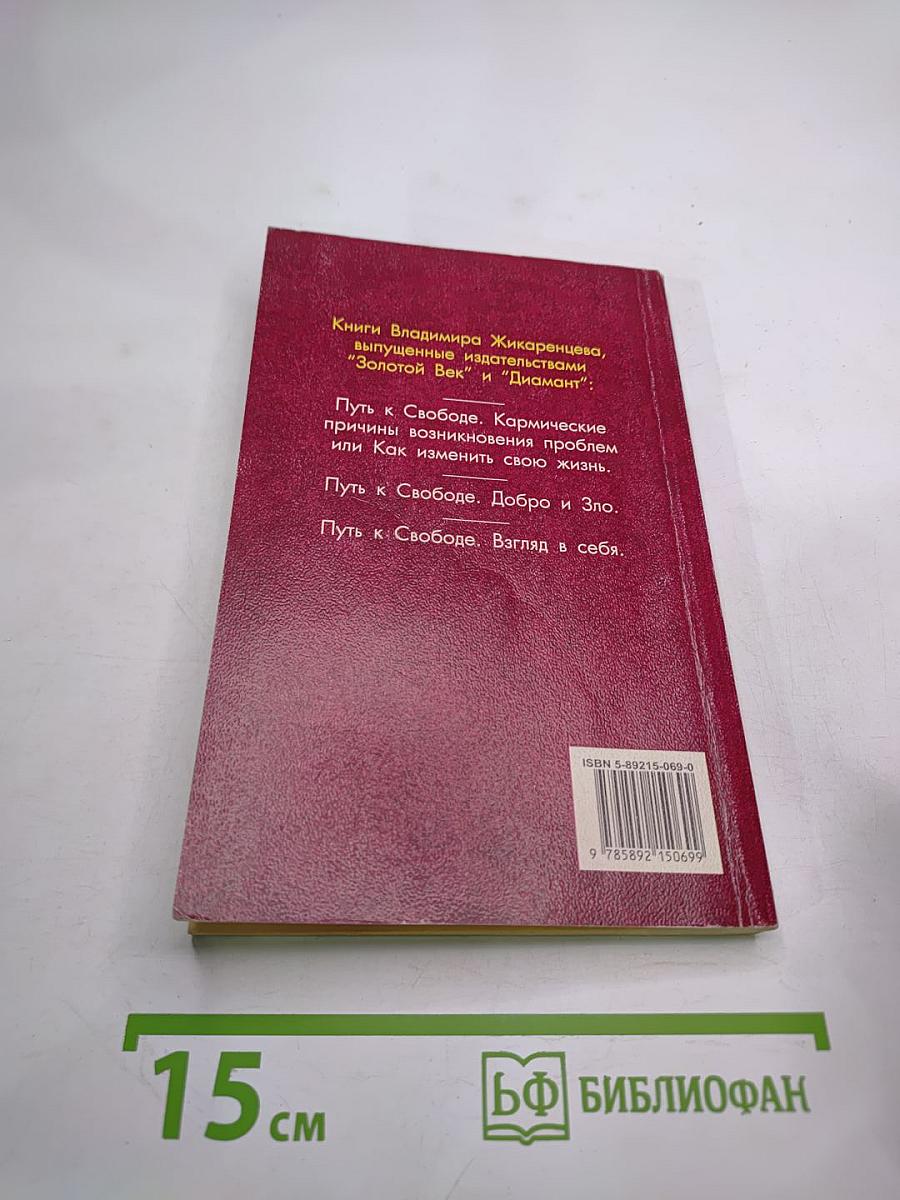 Книги Владимира Жикаренцева,
выпущенные издательствами
"Золотой Век" и "Диамант":
Путь к Свободе. Кармические
причины возникновения проблем
или Как изменить свою жизнь.
Путь к Свободе. Добро и Зло.
Путь к Свободе. Взгляд в себя.
ISBN 5-89215-069-0
9 785892 150699
15 см
БФ БИБЛИОФАН